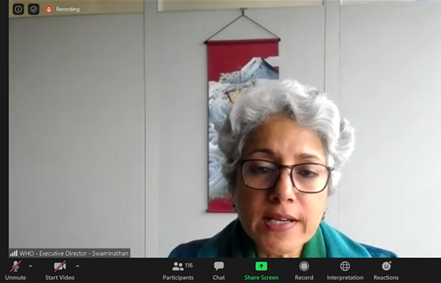 Recording
WHO - Executive Director - Swaminathan
116
Unmute
Start Video
Participants
Chat
Share Screen
Record
Interpretation
Reactions